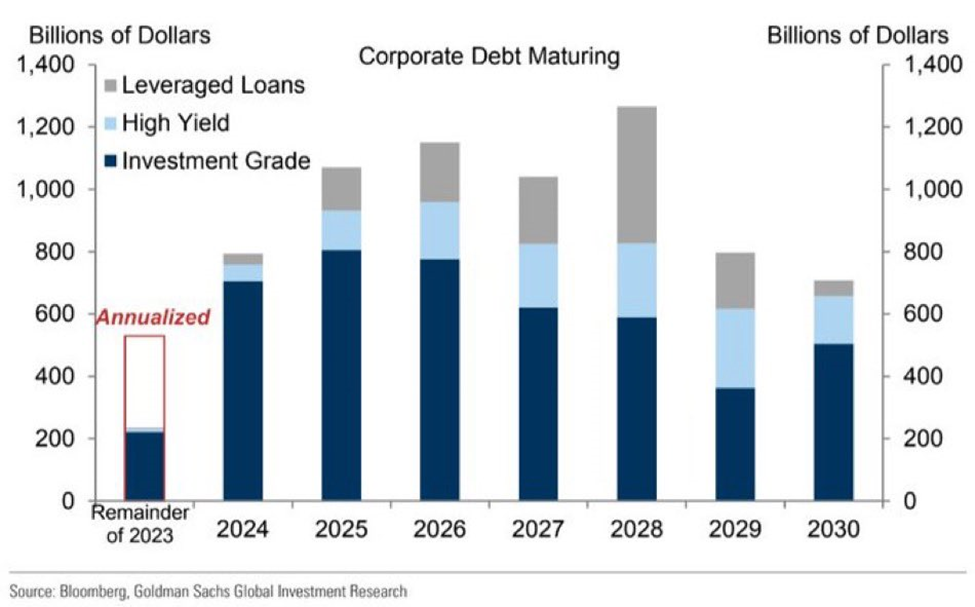 Billions of Dollars
Billions of Dollars
Corporate Debt Maturing
1,400
1,200
1,000
800
600
400
200
0
Leveraged Loans
High Yield
Investment Grade
Annualized
1,400
1,200
1,000
800
600
400
200
0
Remainder
of 2023
2024
2025
2026
2027
2028
2029
2030
Source: Bloomberg, Goldman Sachs Global Investment Research